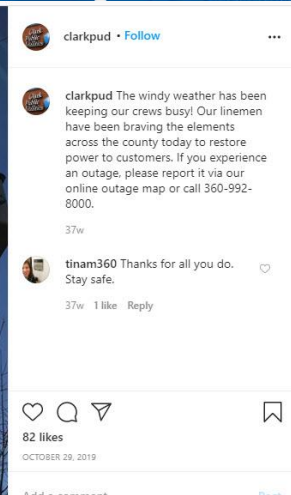 clarkpud • Follow
clarkpud The windy weather has been
keeping our crews busy! Our linemen
have been braving the elements
across the county today to restore
power to customers. If you experience
an outage, please report it via our
online outage map or call 360-992-
8000.
37w
tinam360 Thanks for all you do.
Stay safe.
37w 1 like Reply
82 likes
OCTOBER 29, 2019
Add a comment...
Post